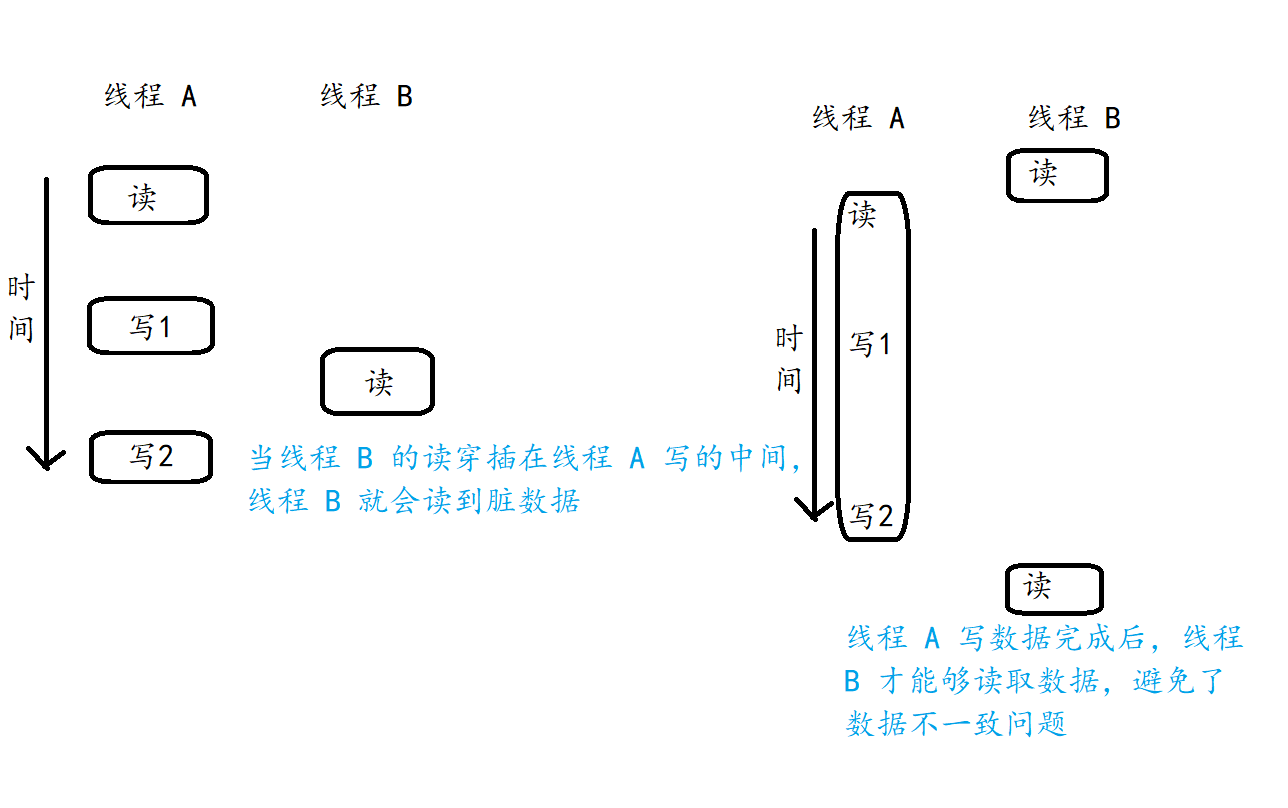 线程 A
线程 B
读
时
间
写1
读
写2
当线程 B 的读穿插在线程 A 写的中间，
线程 B 就会读到脏数据
线程 A
线程 B
读
读
时
间
写1
写2
读
线程 A 写数据完成后，线程
B 才能够读取数据，避免了
数据不一致问题